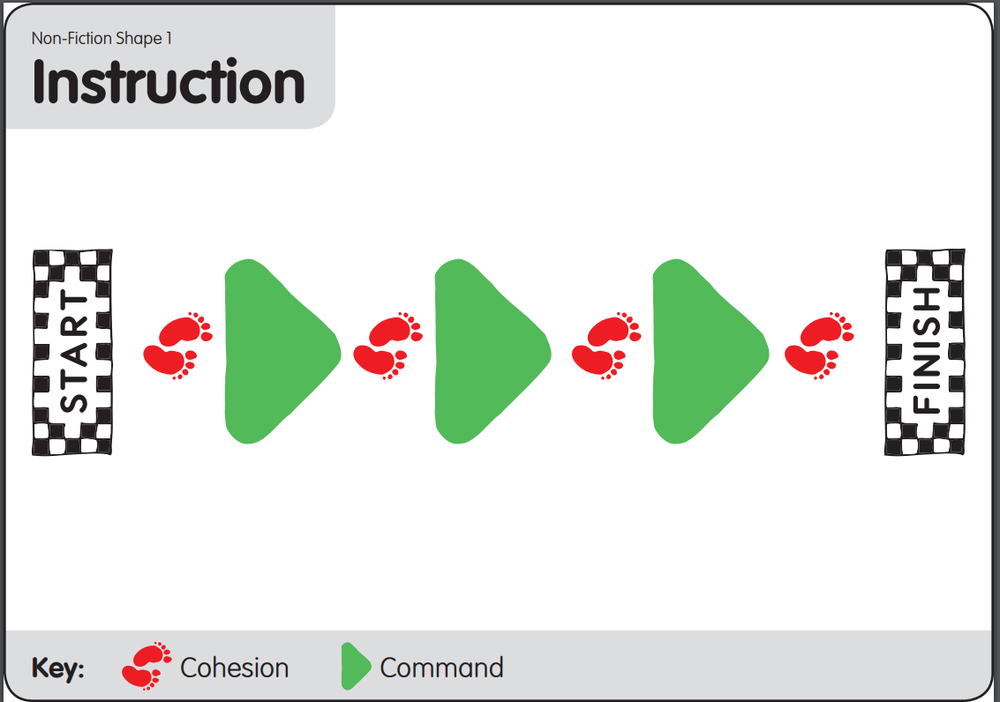 Non-Fiction Shape 1
Instruction
START
FINISH
Key: Cohesion Command